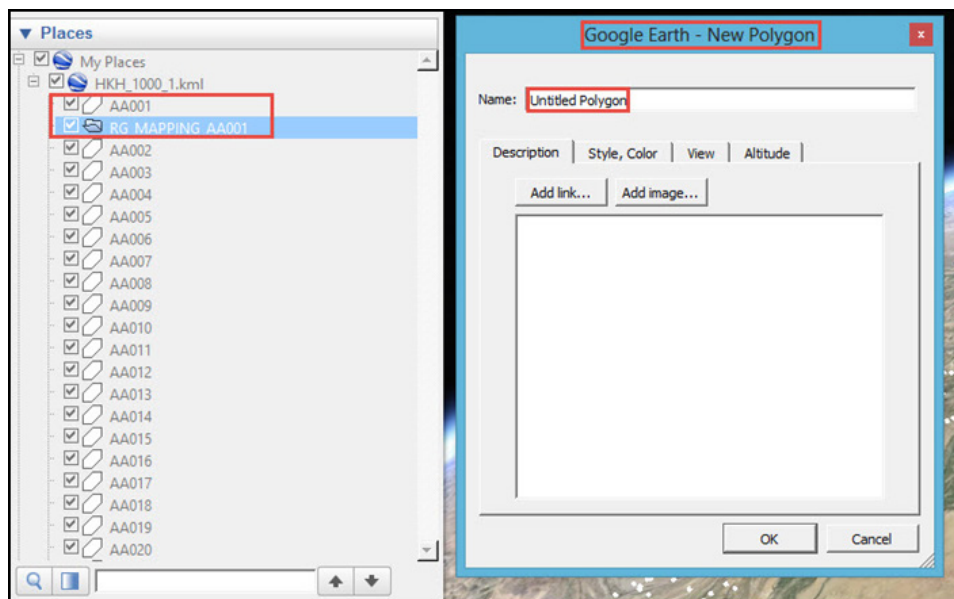 Places
My Places
HKH_1000_1.kml
AA001
RG_MAPPING_AA001
AA002
AA003
AA004
AA005
AA006
AA007
AA008
AA009
AA010
AA011
AA012
AA013
AA014
AA015
AA016
AA017
AA018
AA019
AA020
Google Earth - New Polygon
x
Name: Untitled Polygon
Description Style, Color View Altitude
Add link... Add image...
OK Cancel